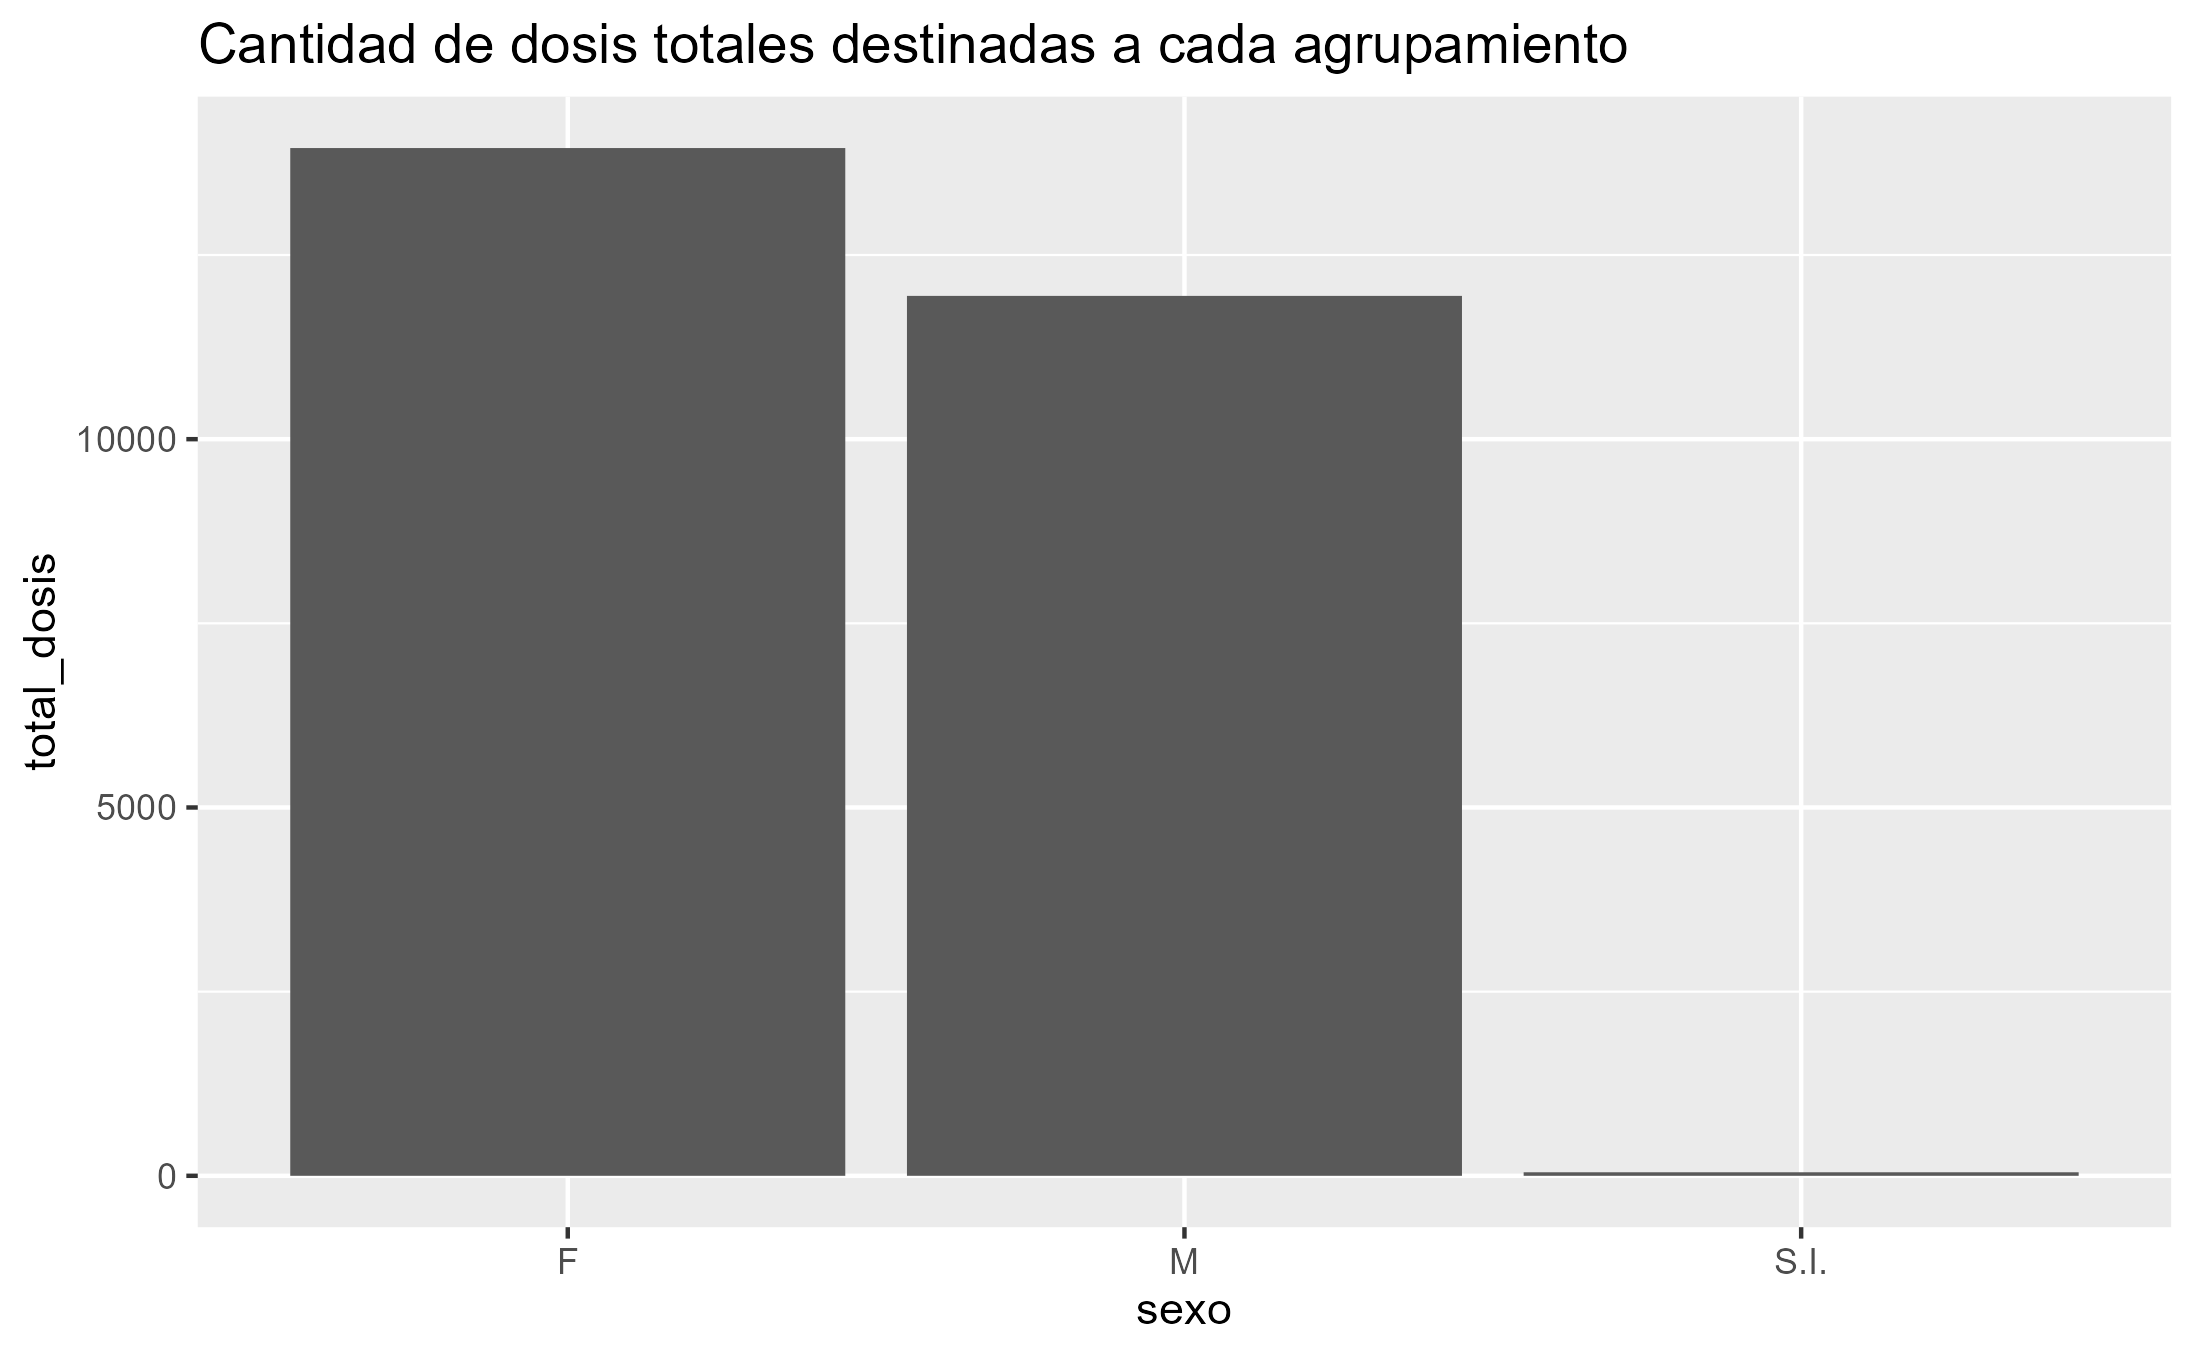 Cantidad de dosis totales destinadas a cada agrupamiento
total_dosis
10000
5000
0
F
M
S.I.
sexo